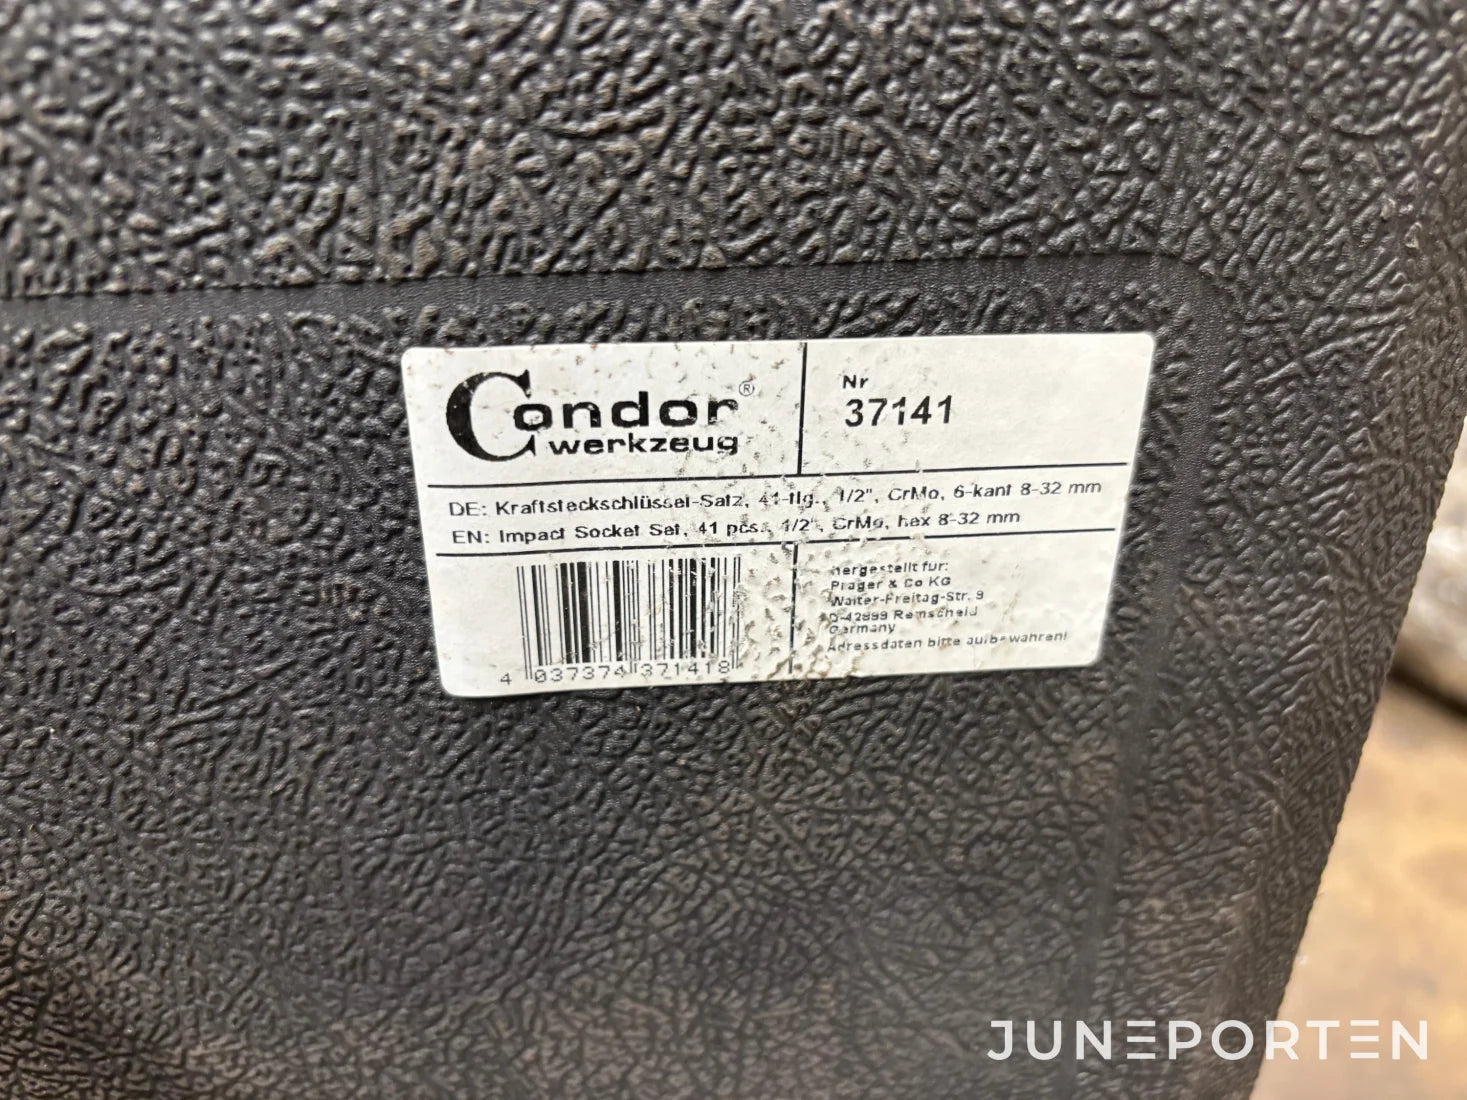 Condor®
werkzeug
Nr
37141
DE: Kraftsteckschlüssel-Satz, 41-tlg., 1/2", CrMo, 6-kant 8-32 mm
EN: Impact Socket Set, 41 pcs., 1/2", CrMo, hex 8-32 mm
4 037374 371418
hergestellt für:
Prager & Co KG
Walter-Freitag-Str. 9
D-42899 Remscheid
Germany
Adressdaten bitte aufbewahren!
JUNEPORTEN